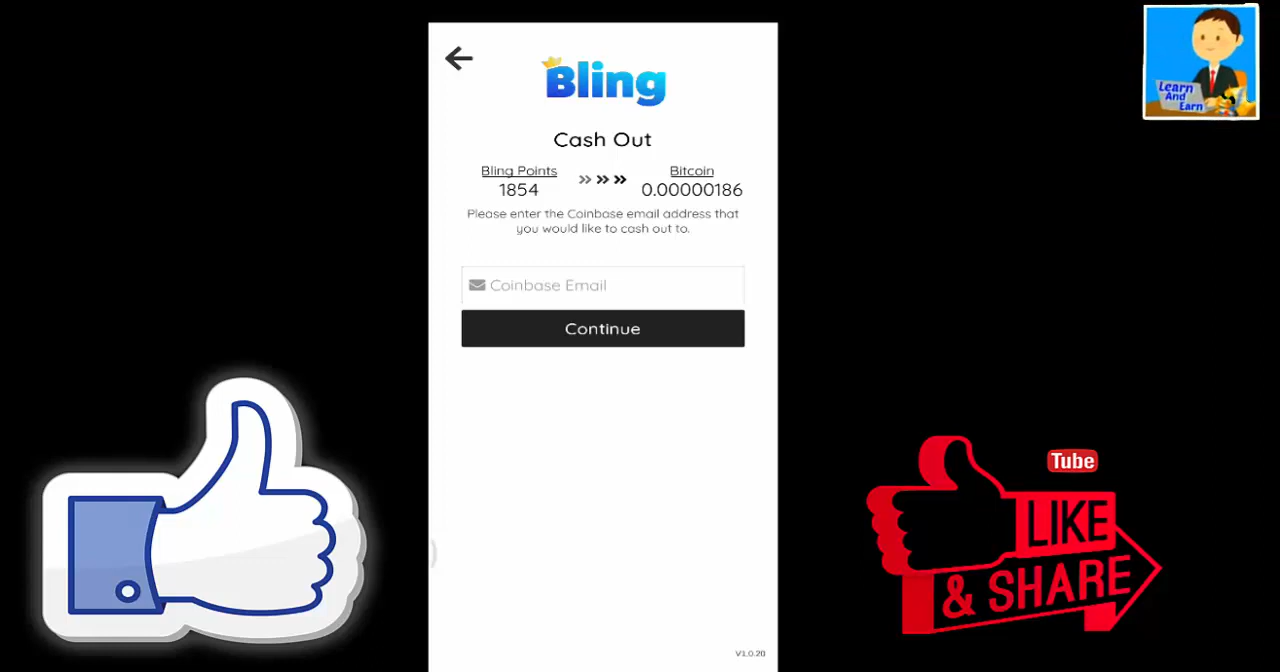 Bling
Cash Out
Bling Points
Bitcoin
1854
0.00000186
Please enter the Coinbase email address that
you would like to cash out to.
Coinbase Email
Continue
V1.0.20
Learn
And
Earn
Tube
LIKE
& SHARE